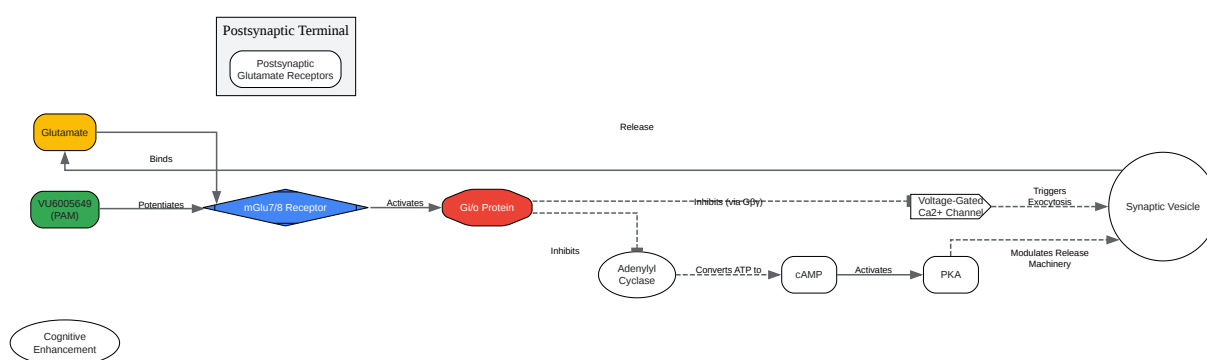 Postsynaptic Terminal
Postsynaptic
Glutamate Receptors
Glutamate
Release
Binds
VU6005649
(PAM)
Potentiates
mGlu7/8 Receptor
Activates
Gi/o Protein
Inhibits (via Gβγ)
Voltage-Gated
Ca2+ Channel
Triggers
Exocytosis
Synaptic Vesicle
Inhibits
Adenylyl
Cyclase
Converts ATP to
cAMP
Activates
PKA
Modulates Release
Machinery
Cognitive
Enhancement